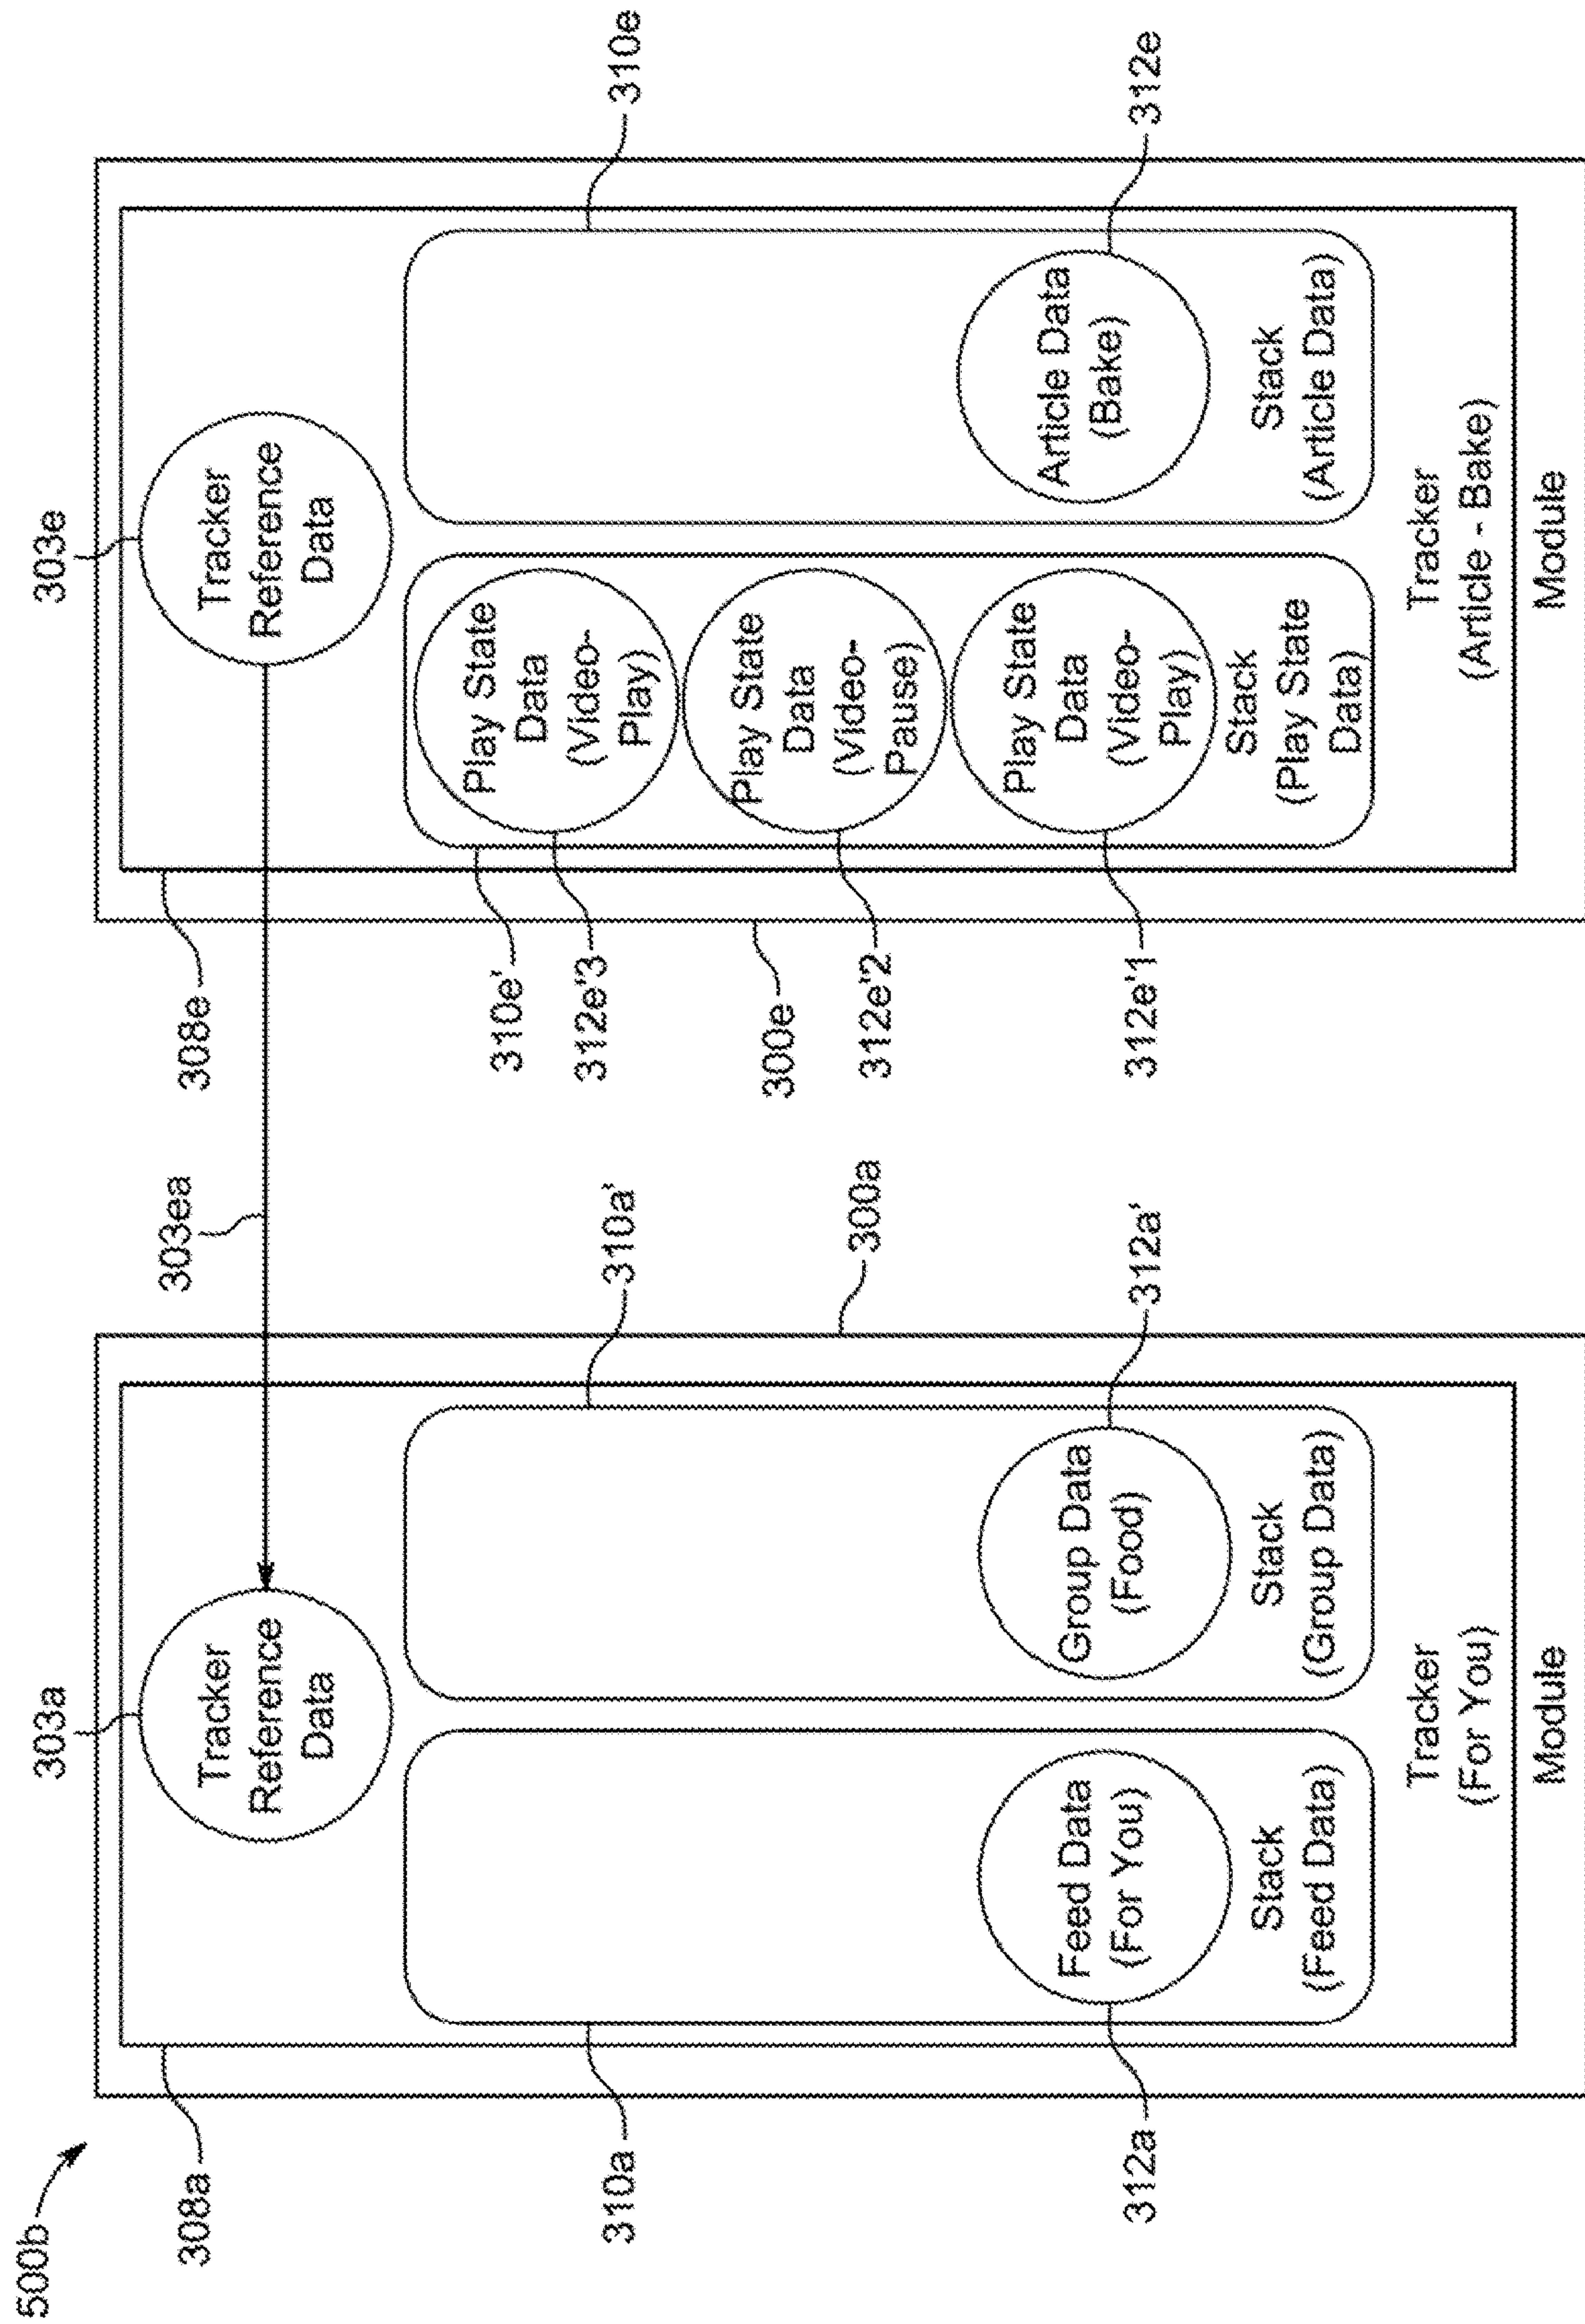 500b
303a
303ea
303e
308a
308e
Tracker
Reference
Data
Tracker
Reference
Data
310a
310a'
310e'
310e
312e'3
Play State
Data
(Video-
Play)
300a
300e
312e'2
Play State
Data
(Video-
Pause)
312a
Feed Data
(For You)
Group Data
(Food)
312a'
312e'1
Play State
Data
(Video-
Play)
Article Data
(Bake)
312e
Stack
(Feed Data)
Stack
(Group Data)
Stack
(Play State
Data)
Stack
(Article Data)
Tracker
(For You)
Tracker
(Article - Bake)
Module
Module